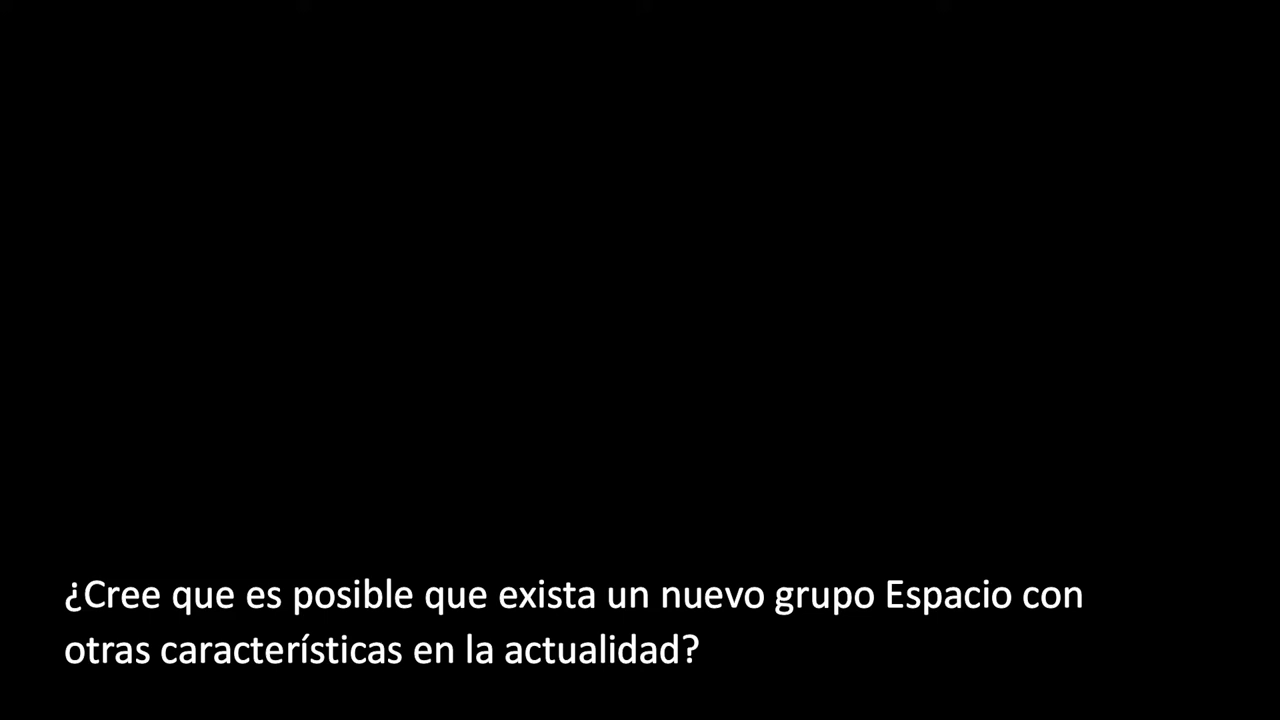 ¿Cree que es posible que exista un nuevo grupo Espacio con
otras características en la actualidad?